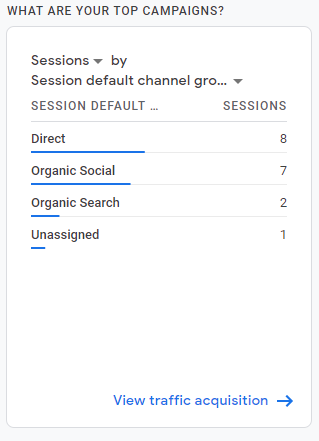 WHAT ARE YOUR TOP CAMPAIGNS?
Sessions by
Session default channel gro...
SESSION DEFAULT ... SESSIONS
Direct 8
Organic Social 7
Organic Search 2
Unassigned 1
View traffic acquisition